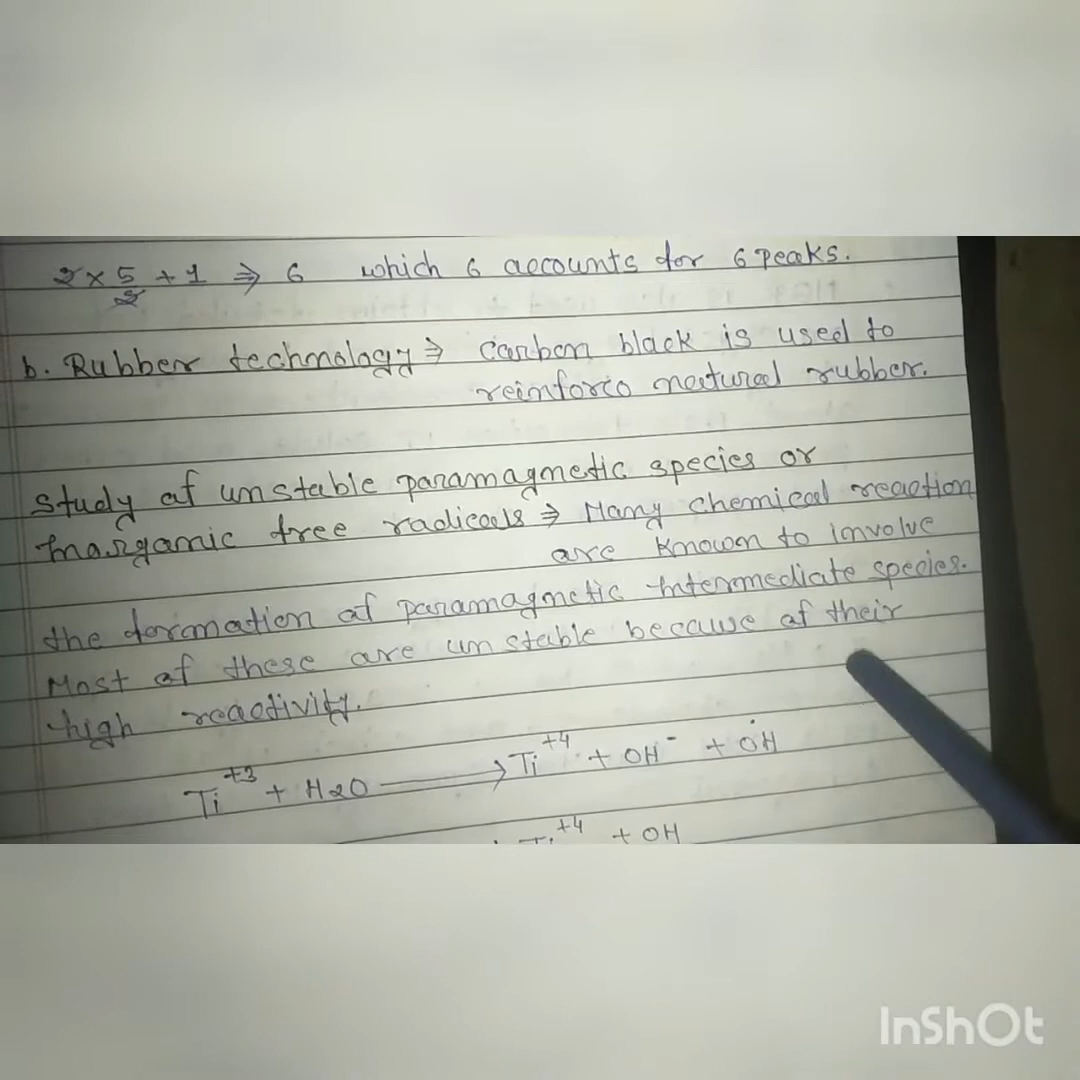 2 × 5/2 + 1 ⇒ 6 which 6 accounts for 6 peaks.
b. Rubber technology ⇒ Carbon black is used to
reinforce natural rubber.
Study of unstable paramagnetic species or
Inorganic free radicals ⇒ Many chemical reaction
are known to involve
the formation of paramagnetic Intermediate species.
Most of these are unstable because of their
high reactivity.
Ti⁺³ + H2O ⟶ Ti⁺⁴ + OH⁻ + ȮH
+4 + OH
InShOt